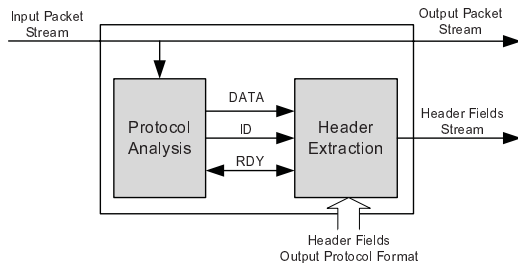 Input Packet
Stream
Output Packet
Stream
DATA
Protocol
Analysis
ID
Header
Extraction
RDY
Header Fields
Stream
Header Fields
Output Protocol Format